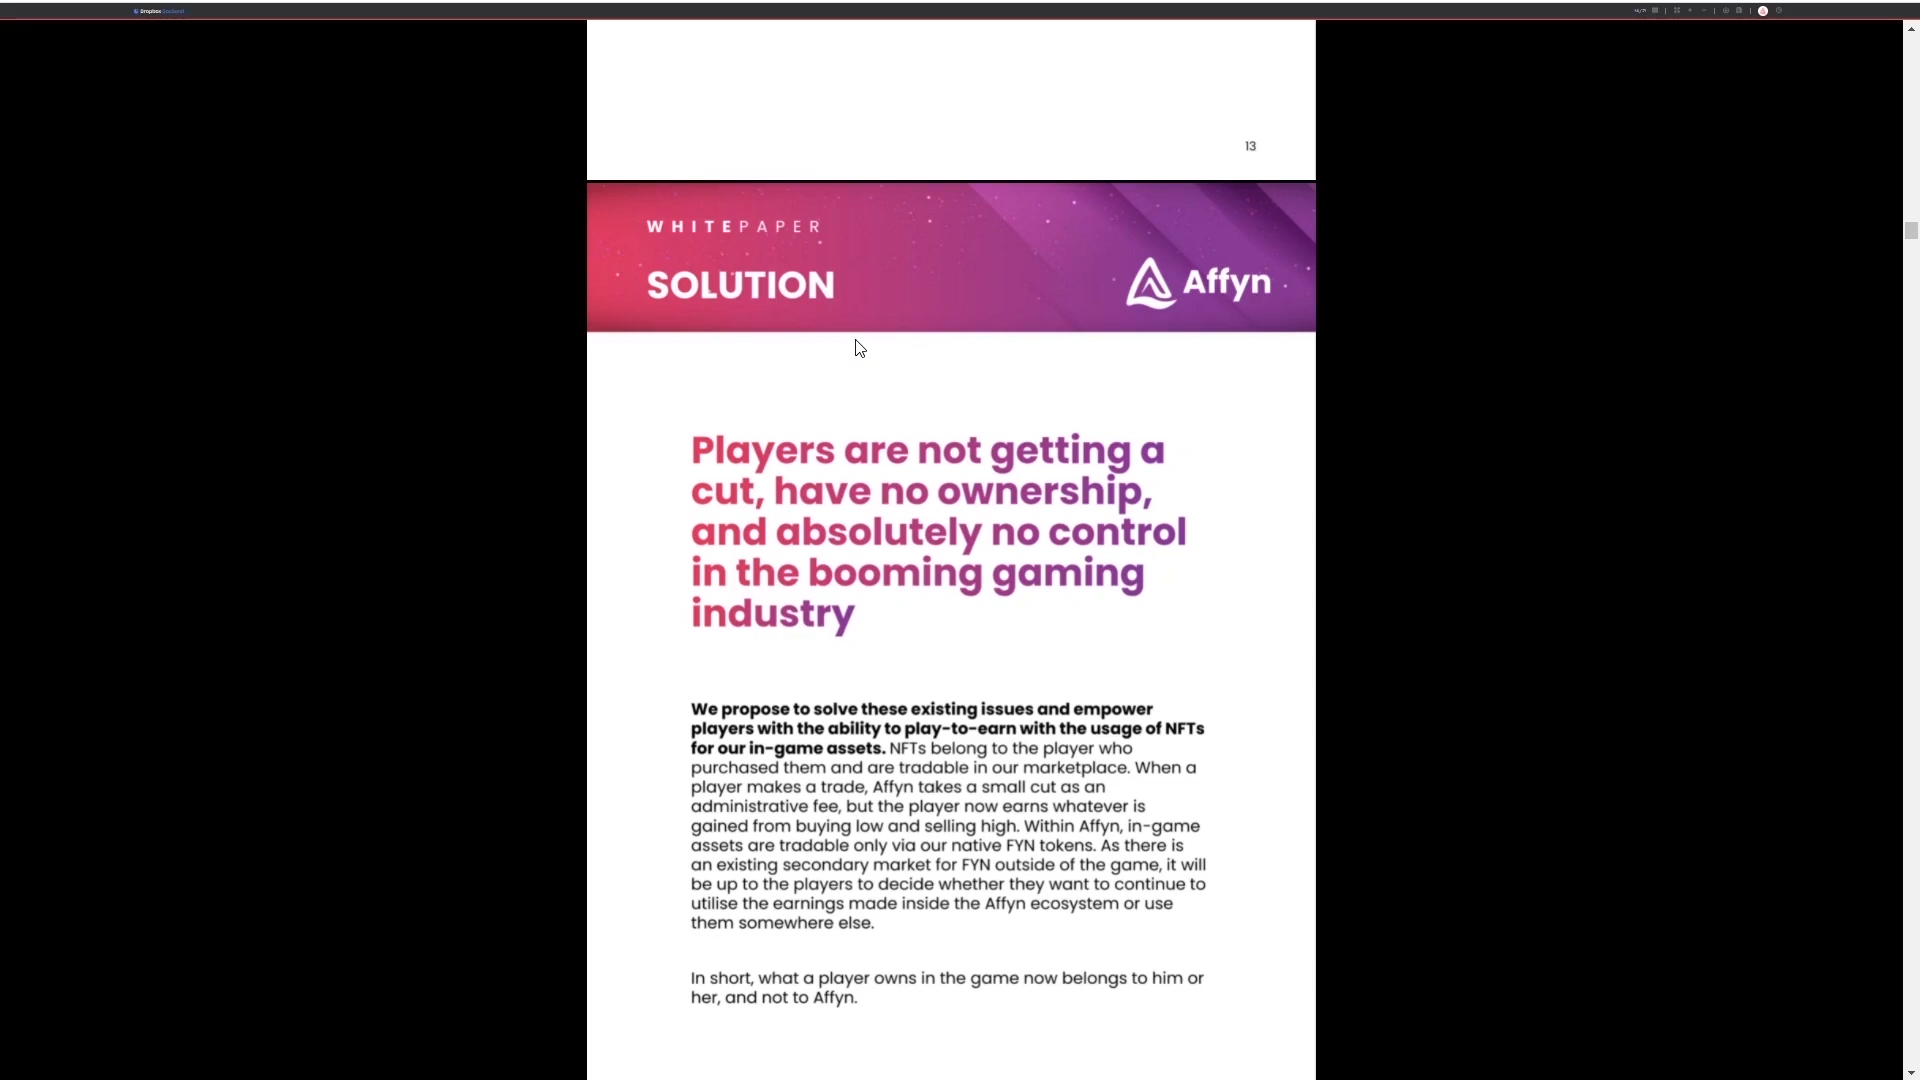 Dropbox DocSend
13
WHITEPAPER
SOLUTION
Affyn
Players are not getting a
cut, have no ownership,
and absolutely no control
in the booming gaming
industry
We propose to solve these existing issues and empower
players with the ability to play-to-earn with the usage of NFTs
for our in-game assets. NFTs belong to the player who
purchased them and are tradable in our marketplace. When a
player makes a trade, Affyn takes a small cut as an
administrative fee, but the player now earns whatever is
gained from buying low and selling high. Within Affyn, in-game
assets are tradable only via our native FYN tokens. As there is
an existing secondary market for FYN outside of the game, it will
be up to the players to decide whether they want to continue to
utilise the earnings made inside the Affyn ecosystem or use
them somewhere else.
In short, what a player owns in the game now belongs to him or
her, and not to Affyn.